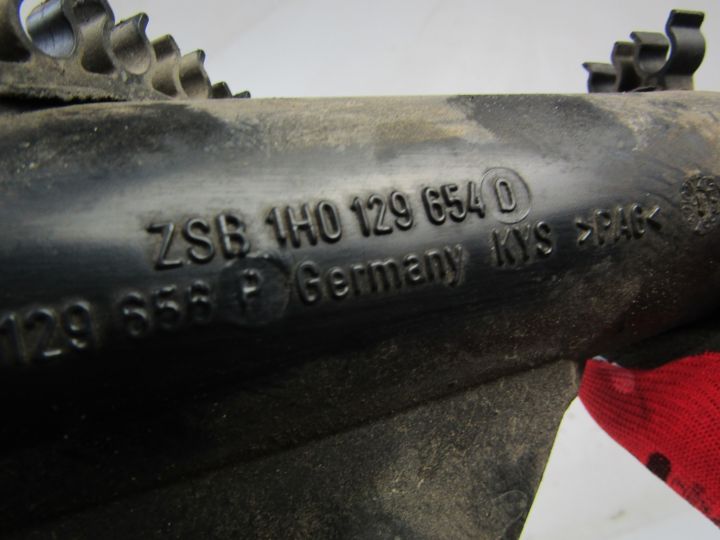 ZSB 1H0 129 654 D
129 656 P Germany KYS >PA6<